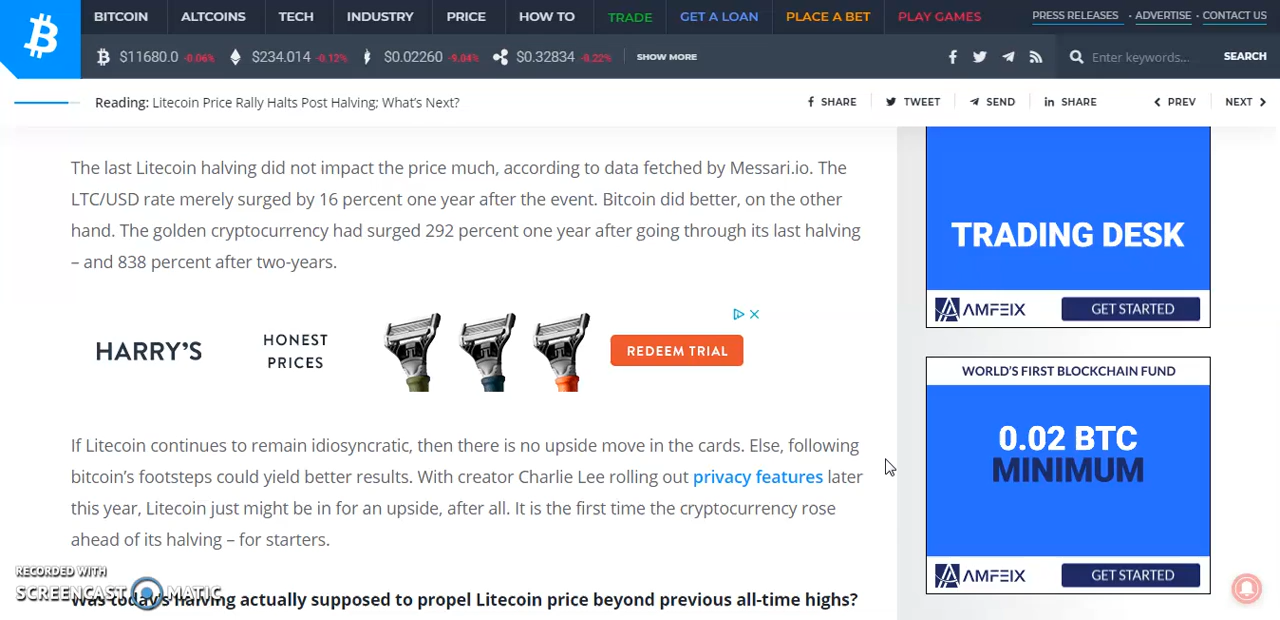 BITCOIN ALTCOINS TECH INDUSTRY PRICE HOW TO TRADE GET A LOAN PLACE A BET PLAY GAMES PRESS RELEASES • ADVERTISE • CONTACT US
$11680.0 -0.06% $234.014 -0.12% $0.02260 -9.04% $0.32834 -8.22% SHOW MORE Enter keywords... SEARCH
Reading: Litecoin Price Rally Halts Post Halving; What's Next? SHARE TWEET SEND SHARE PREV NEXT
The last Litecoin halving did not impact the price much, according to data fetched by Messari.io. The
LTC/USD rate merely surged by 16 percent one year after the event. Bitcoin did better, on the other
hand. The golden cryptocurrency had surged 292 percent one year after going through its last halving
– and 838 percent after two-years.
HARRY'S
HONEST
PRICES
REDEEM TRIAL
If Litecoin continues to remain idiosyncratic, then there is no upside move in the cards. Else, following
bitcoin's footsteps could yield better results. With creator Charlie Lee rolling out privacy features later
this year, Litecoin just might be in for an upside, after all. It is the first time the cryptocurrency rose
ahead of its halving – for starters.
Was today's halving actually supposed to propel Litecoin price beyond previous all-time highs?
TRADING DESK
AMFEIX GET STARTED
WORLD'S FIRST BLOCKCHAIN FUND
0.02 BTC
MINIMUM
AMFEIX GET STARTED
RECORDED WITH
SCREENCAST MATIC